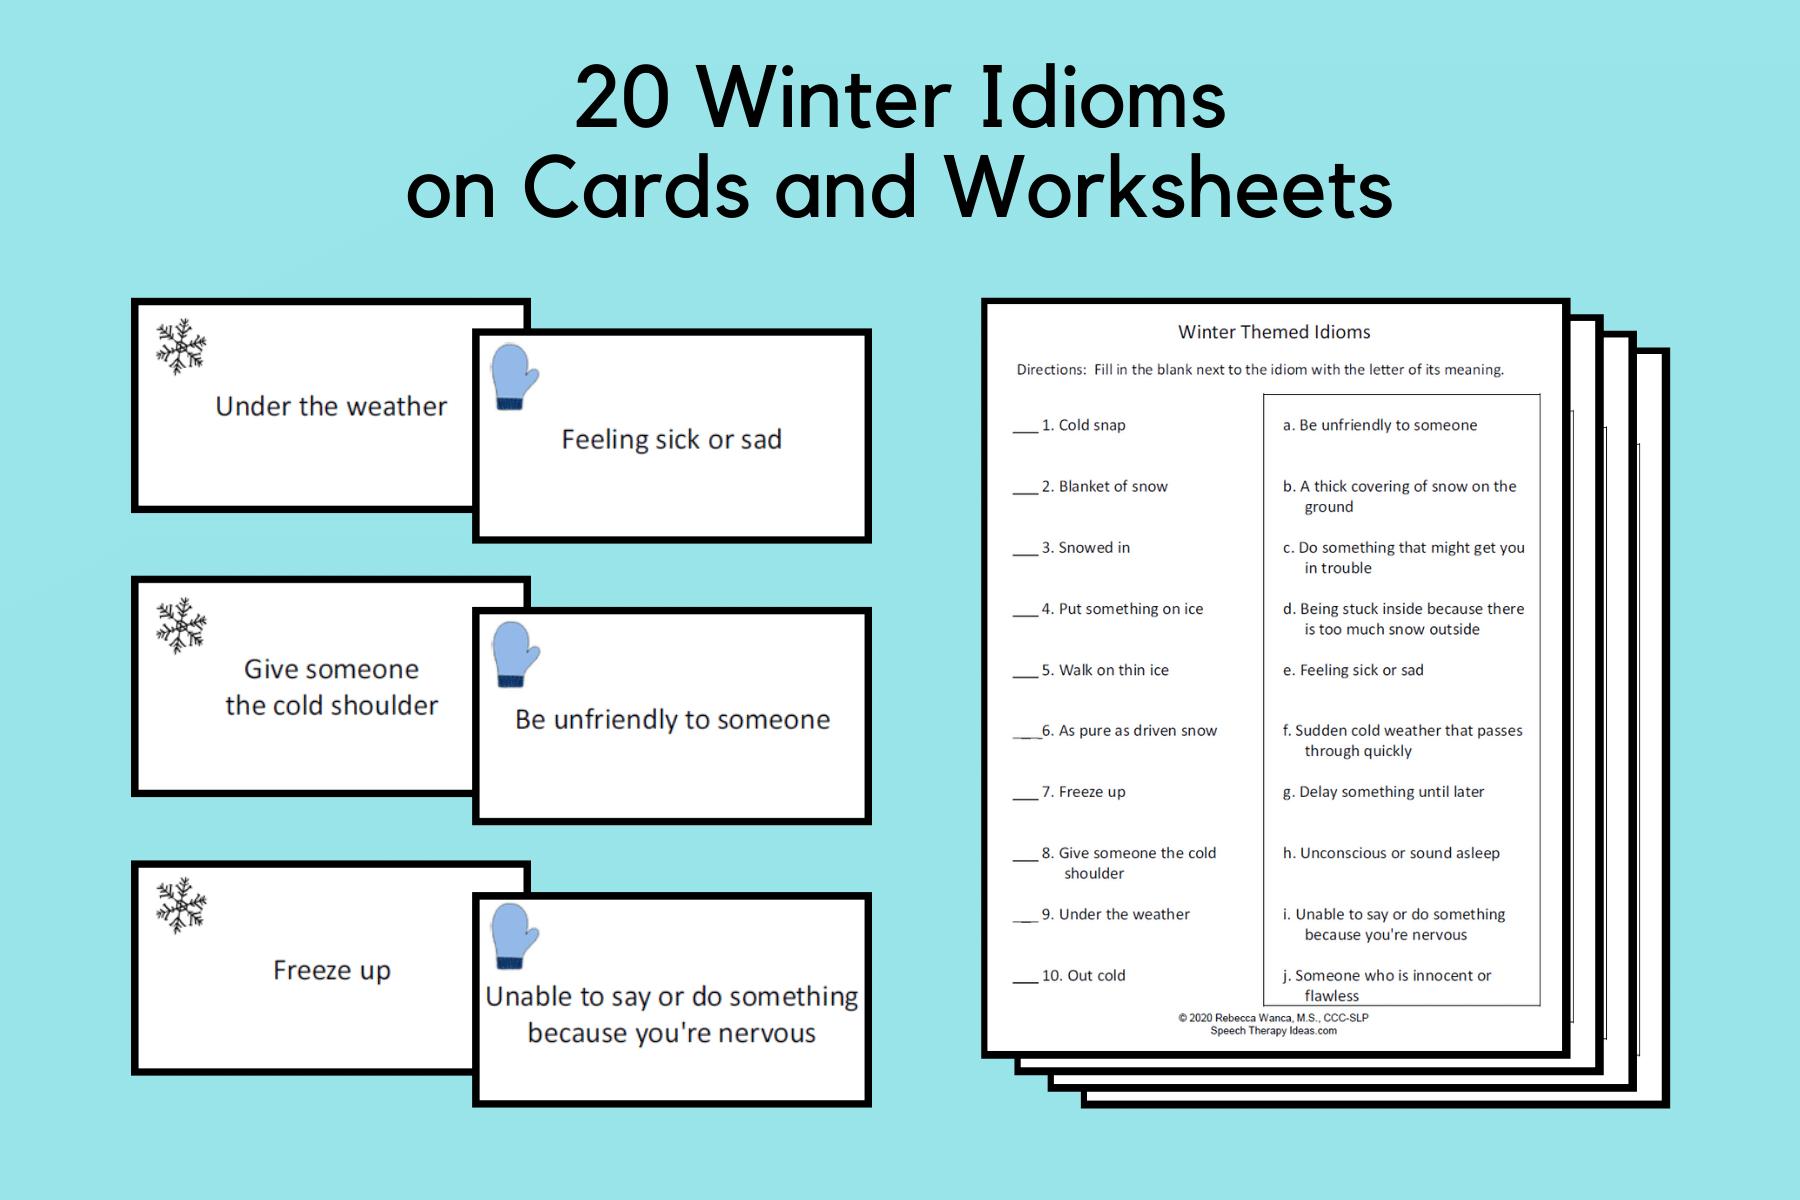 20 Winter Idioms
on Cards and Worksheets
Under the weather
Feeling sick or sad
Give someone
the cold shoulder
Be unfriendly to someone
Freeze up
Unable to say or do something
because you're nervous
Winter Themed Idioms
Directions:  Fill in the blank next to the idiom with the letter of its meaning.
___ 1. Cold snap
___ 2. Blanket of snow
___ 3. Snowed in
___ 4. Put something on ice
___ 5. Walk on thin ice
___ 6. As pure as driven snow
___ 7. Freeze up
___ 8. Give someone the cold
shoulder
___ 9. Under the weather
___ 10. Out cold
a. Be unfriendly to someone
b. A thick covering of snow on the
ground
c. Do something that might get you
in trouble
d. Being stuck inside because there
is too much snow outside
e. Feeling sick or sad
f. Sudden cold weather that passes
through quickly
g. Delay something until later
h. Unconscious or sound asleep
i. Unable to say or do something
because you're nervous
j. Someone who is innocent or
flawless
© 2020 Rebecca Wanca, M.S., CCC-SLP
Speech Therapy Ideas.com